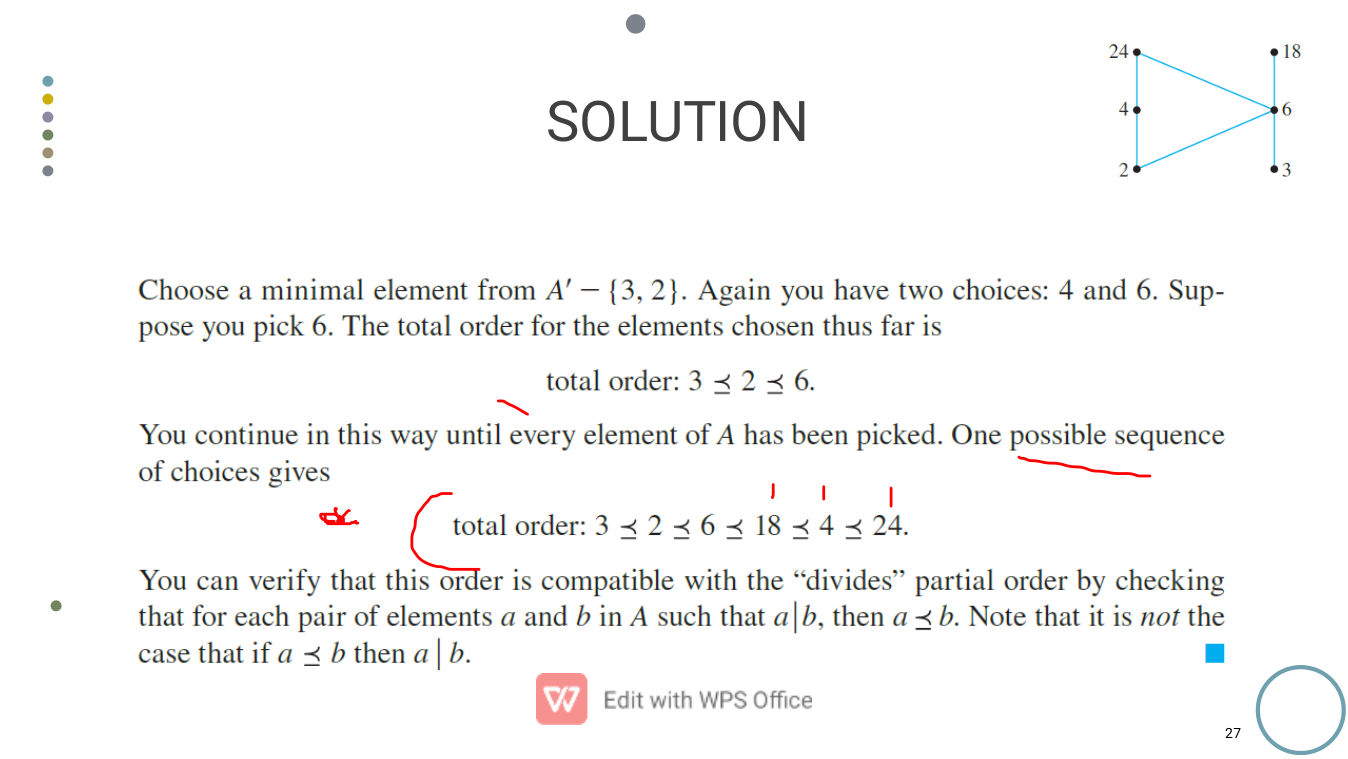 24
18
SOLUTION
4
6
2
3
Choose a minimal element from A′ − {3, 2}. Again you have two choices: 4 and 6. Sup-
pose you pick 6. The total order for the elements chosen thus far is
total order: 3 ⪯ 2 ⪯ 6.
You continue in this way until every element of A has been picked. One possible sequence
of choices gives
total order: 3 ⪯ 2 ⪯ 6 ⪯ 18 ⪯ 4 ⪯ 24.
You can verify that this order is compatible with the “divides” partial order by checking
that for each pair of elements a and b in A such that a|b, then a ⪯ b. Note that it is not the
case that if a ⪯ b then a | b.
Edit with WPS Office
27